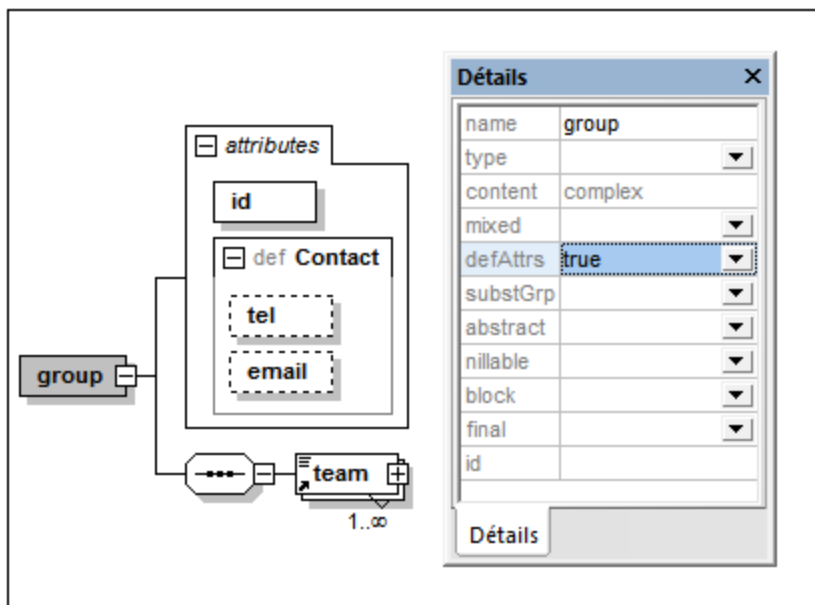 attributes
id
def Contact
tel
email
group
team
1..∞
Détails
name group
type
content complex
mixed
defAttrs true
substGrp
abstract
nillable
block
final
id
Détails